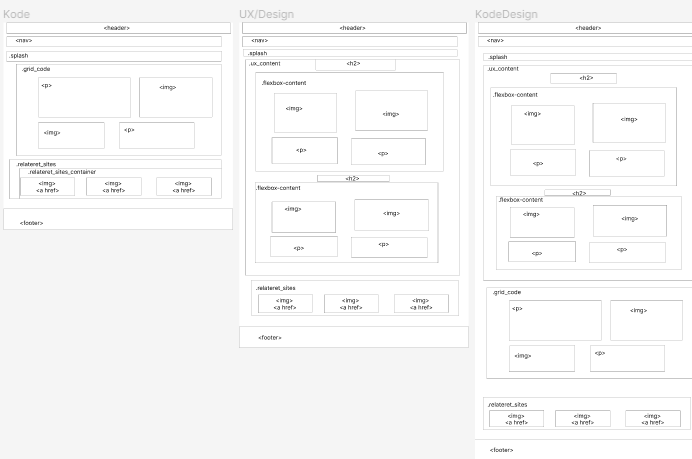 Kode
<header>
<nav>
.splash
.grid_code
<p>
<img>
<img>
<p>
.relateret_sites
.relateret_sites_container
<img> <img> <img>
<a href> <a href> <a href>
<footer>
UX/Design
<header>
<nav>
.splash
.ux_content
<h2>
.flexbox-content
<img>
<img>
<p>
<p>
<h2>
.flexbox-content
<img>
<img>
<p>
<p>
.relateret_sites
<img> <img> <img>
<a href> <a href> <a href>
<footer>
KodeDesign
<header>
<nav>
.splash
.ux_content
<h2>
.flexbox-content
<img>
<img>
<p>
<p>
<h2>
.flexbox-content
<img>
<img>
<p>
<p>
.grid_code
<p>
<img>
<img>
<p>
.relateret_sites
<img> <img> <img>
<a href> <a href> <a href>
<footer>